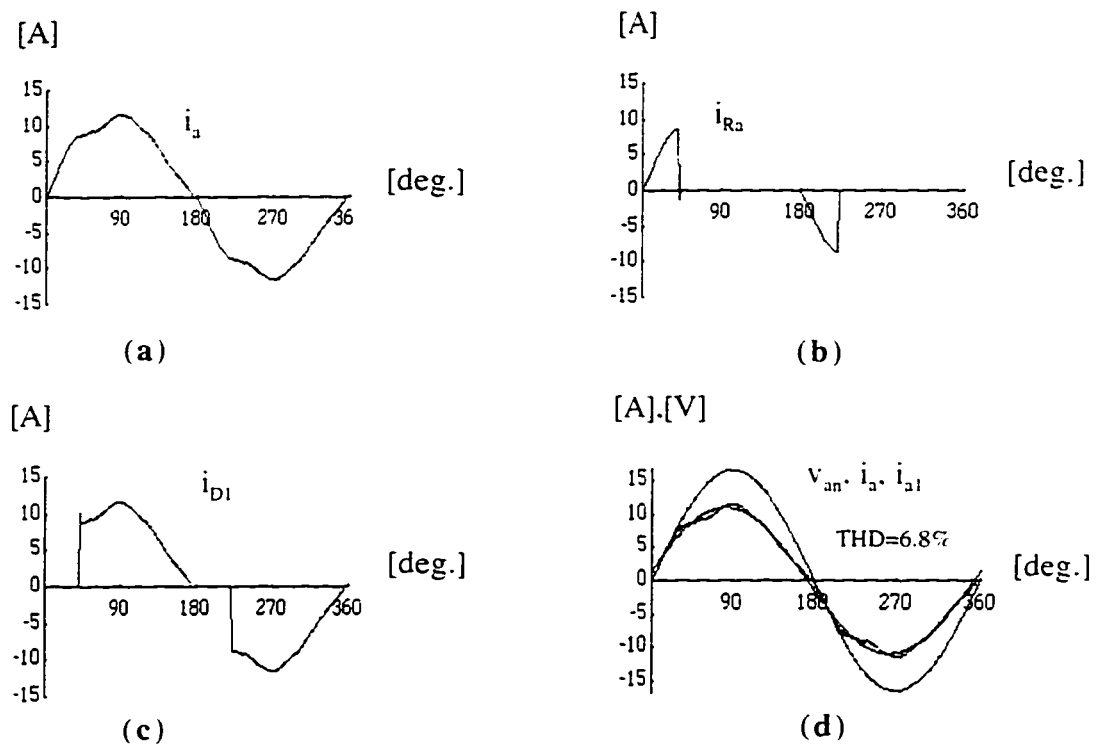 [A]
15
10
5
0
-5
-10
-15
i_a
90 180 270 36
[deg.]
(a)
[A]
15
10
5
0
-5
-10
-15
i_Ra
90 180 270 360
[deg.]
(b)
[A]
15
10
5
0
-5
-10
-15
i_D1
90 180 270 360
[deg.]
(c)
[A].[V]
15
10
5
0
-5
-10
-15
v_an, i_a, i_a1
THD=6.8%
90 180 270 360
[deg.]
(d)